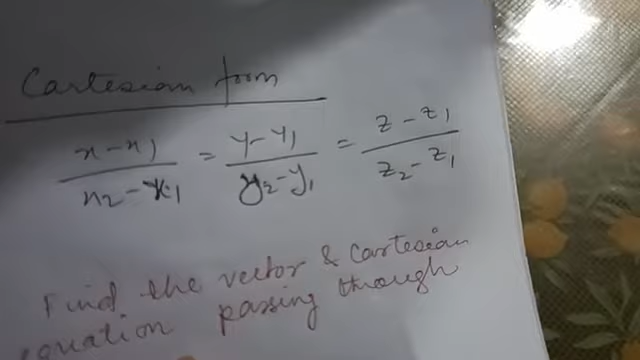 Cartesian form
x-x1/x2-x1 = y-y1/y2-y1 = z-z1/z2-z1
Find the vector & cartesian
equation passing through